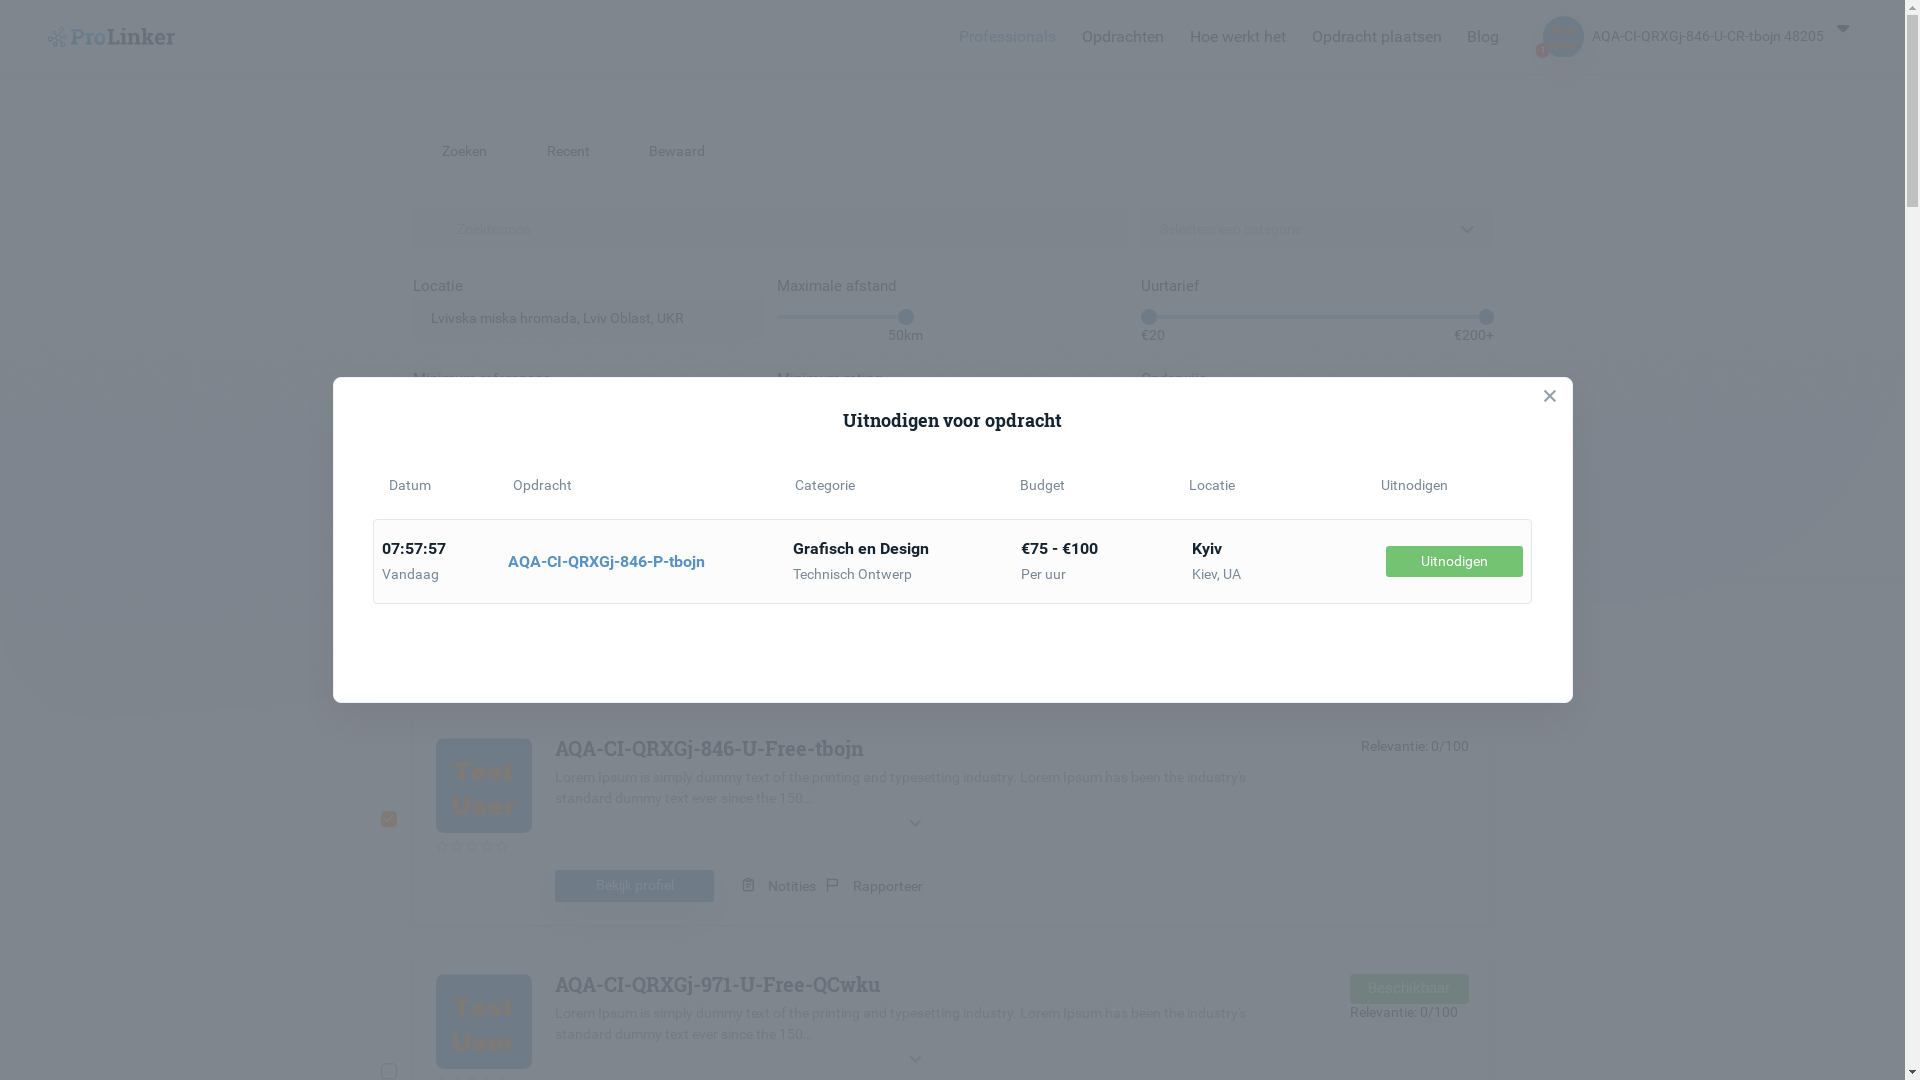 ProLinker
Professionals
Opdrachten
Hoe werkt het
Opdracht plaatsen
Blog
1
AQA-CI-QRXGj-846-U-CR-tbojn 48205
Zoeken
Recent
Bewaard
Zoektermen
Selecteer een categorie
Locatie
Maximale afstand
Uurtarief
Lvivska miska hromada, Lviv Oblast, UKR
50km
€20
€200+
Uitnodigen voor opdracht
Datum
Opdracht
Categorie
Budget
Locatie
Uitnodigen
07:57:57
Vandaag
AQA-CI-QRXGj-846-P-tbojn
Grafisch en Design
Technisch Ontwerp
€75 - €100
Per uur
Kyiv
Kiev, UA
Uitnodigen
AQA-CI-QRXGj-846-U-Free-tbojn
Relevantie: 0/100
Test
User
Lorem Ipsum is simply dummy text of the printing and typesetting industry. Lorem Ipsum has been the industry's
standard dummy text ever since the 150...
Bekijk profiel
Notities
Rapporteer
AQA-CI-QRXGj-971-U-Free-QCwku
Beschikbaar
Relevantie: 0/100
Test
User
Lorem Ipsum is simply dummy text of the printing and typesetting industry. Lorem Ipsum has been the industry's
standard dummy text ever since the 150...